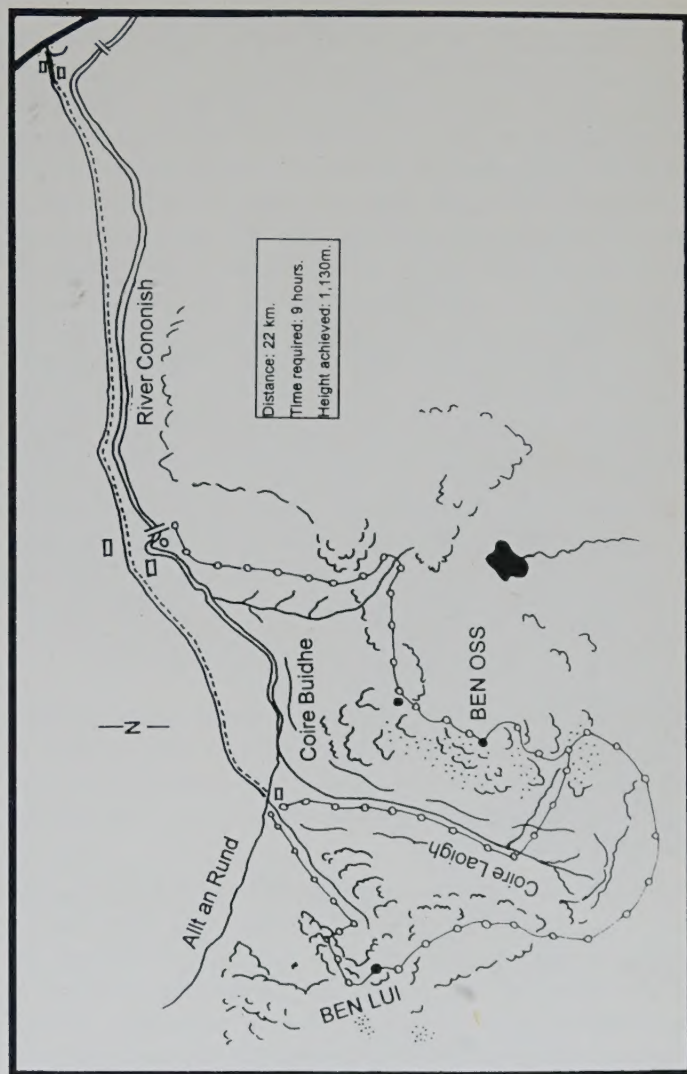 River Cononish
Distance: 22 km.
Time required: 9 hours.
Height achieved: 1,130m.
N
Coire Buidhe
BEN OSS
Allt an Rund
Coire Laoigh
BEN LUI